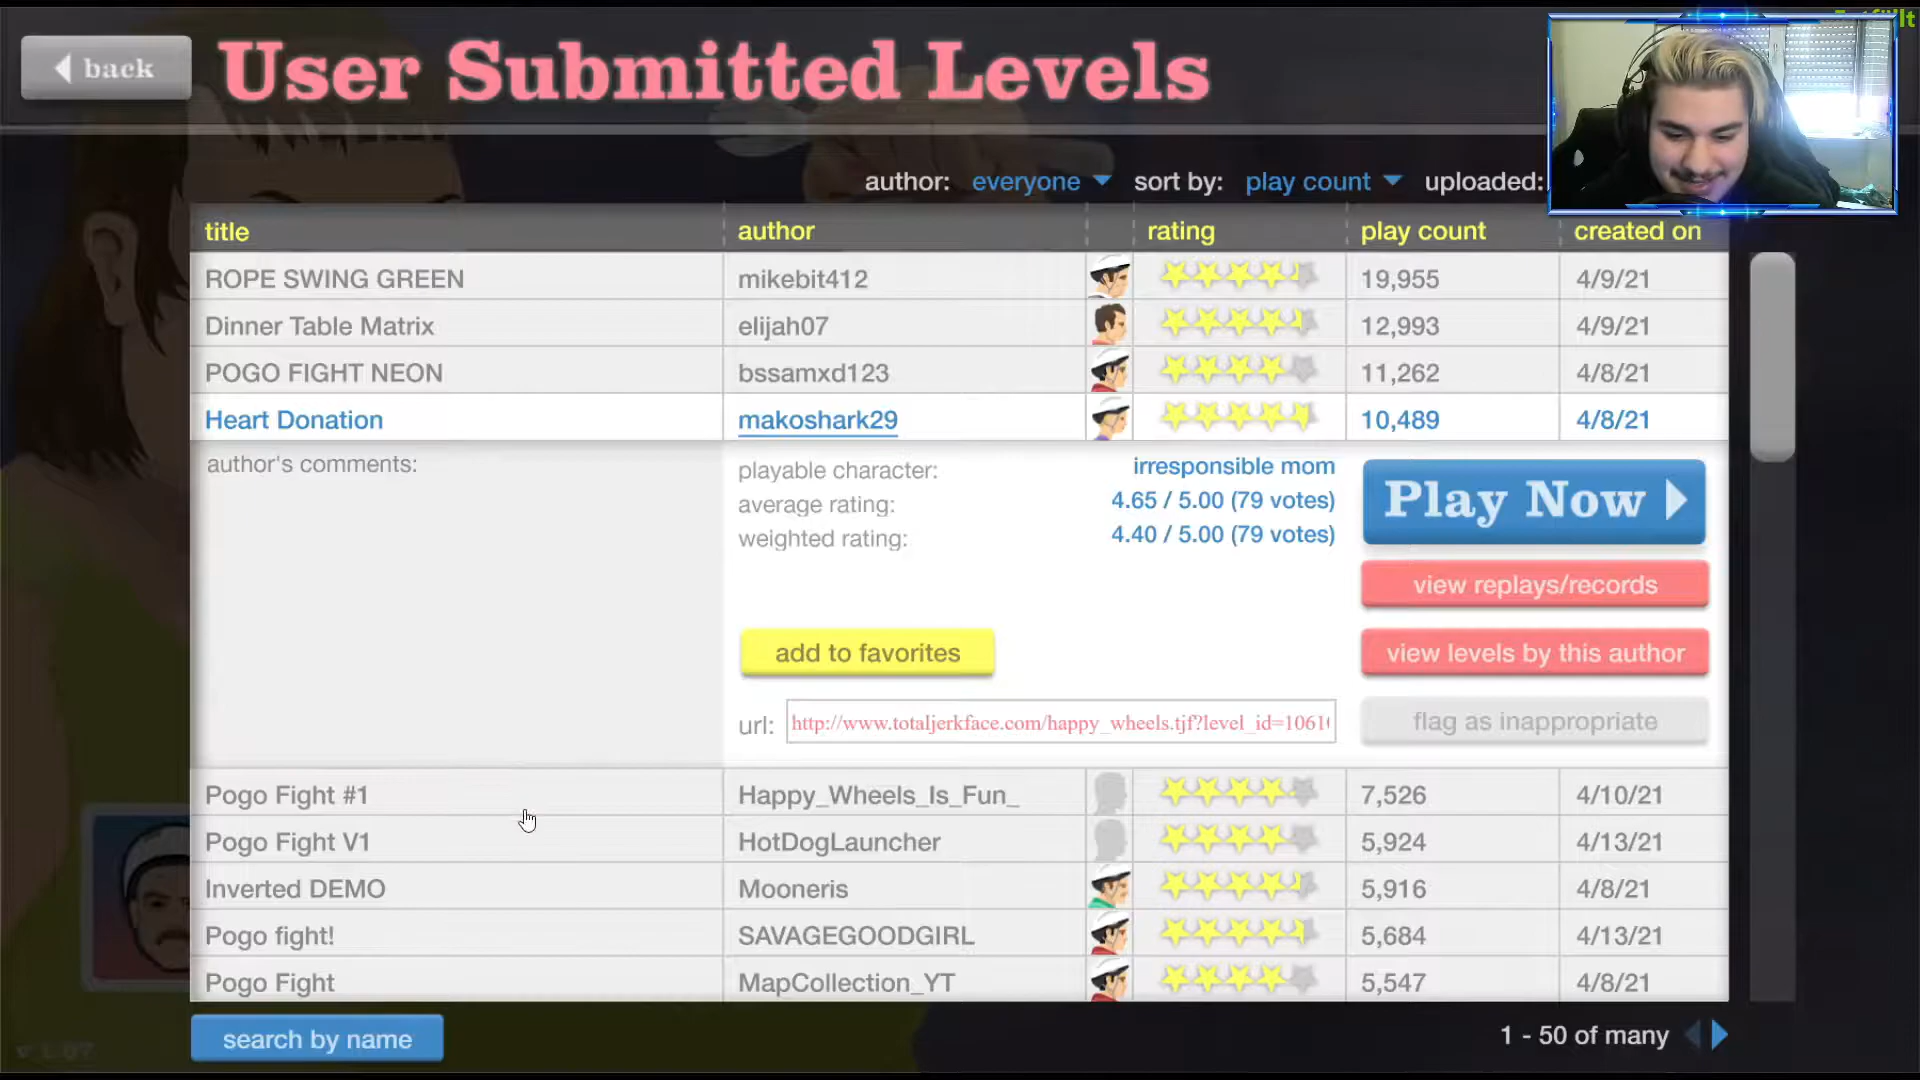 back
User Submitted Levels
author: everyone sort by: play count uploaded:
title author rating play count created on
ROPE SWING GREEN mikebit412 19,955 4/9/21
Dinner Table Matrix elijah07 12,993 4/9/21
POGO FIGHT NEON bssamxd123 11,262 4/8/21
Heart Donation makoshark29 10,489 4/8/21
author's comments:
playable character: irresponsible mom
average rating: 4.65 / 5.00 (79 votes)
weighted rating: 4.40 / 5.00 (79 votes)
Play Now
view replays/records
add to favorites
view levels by this author
url: http://www.totaljerkface.com/happy_wheels.tjf?level_id=1061
flag as inappropriate
Pogo Fight #1 Happy_Wheels_Is_Fun_ 7,526 4/10/21
Pogo Fight V1 HotDogLauncher 5,924 4/13/21
Inverted DEMO Mooneris 5,916 4/8/21
Pogo fight! SAVAGEGOODGIRL 5,684 4/13/21
Pogo Fight MapCollection_YT 5,547 4/8/21
search by name
1 - 50 of many